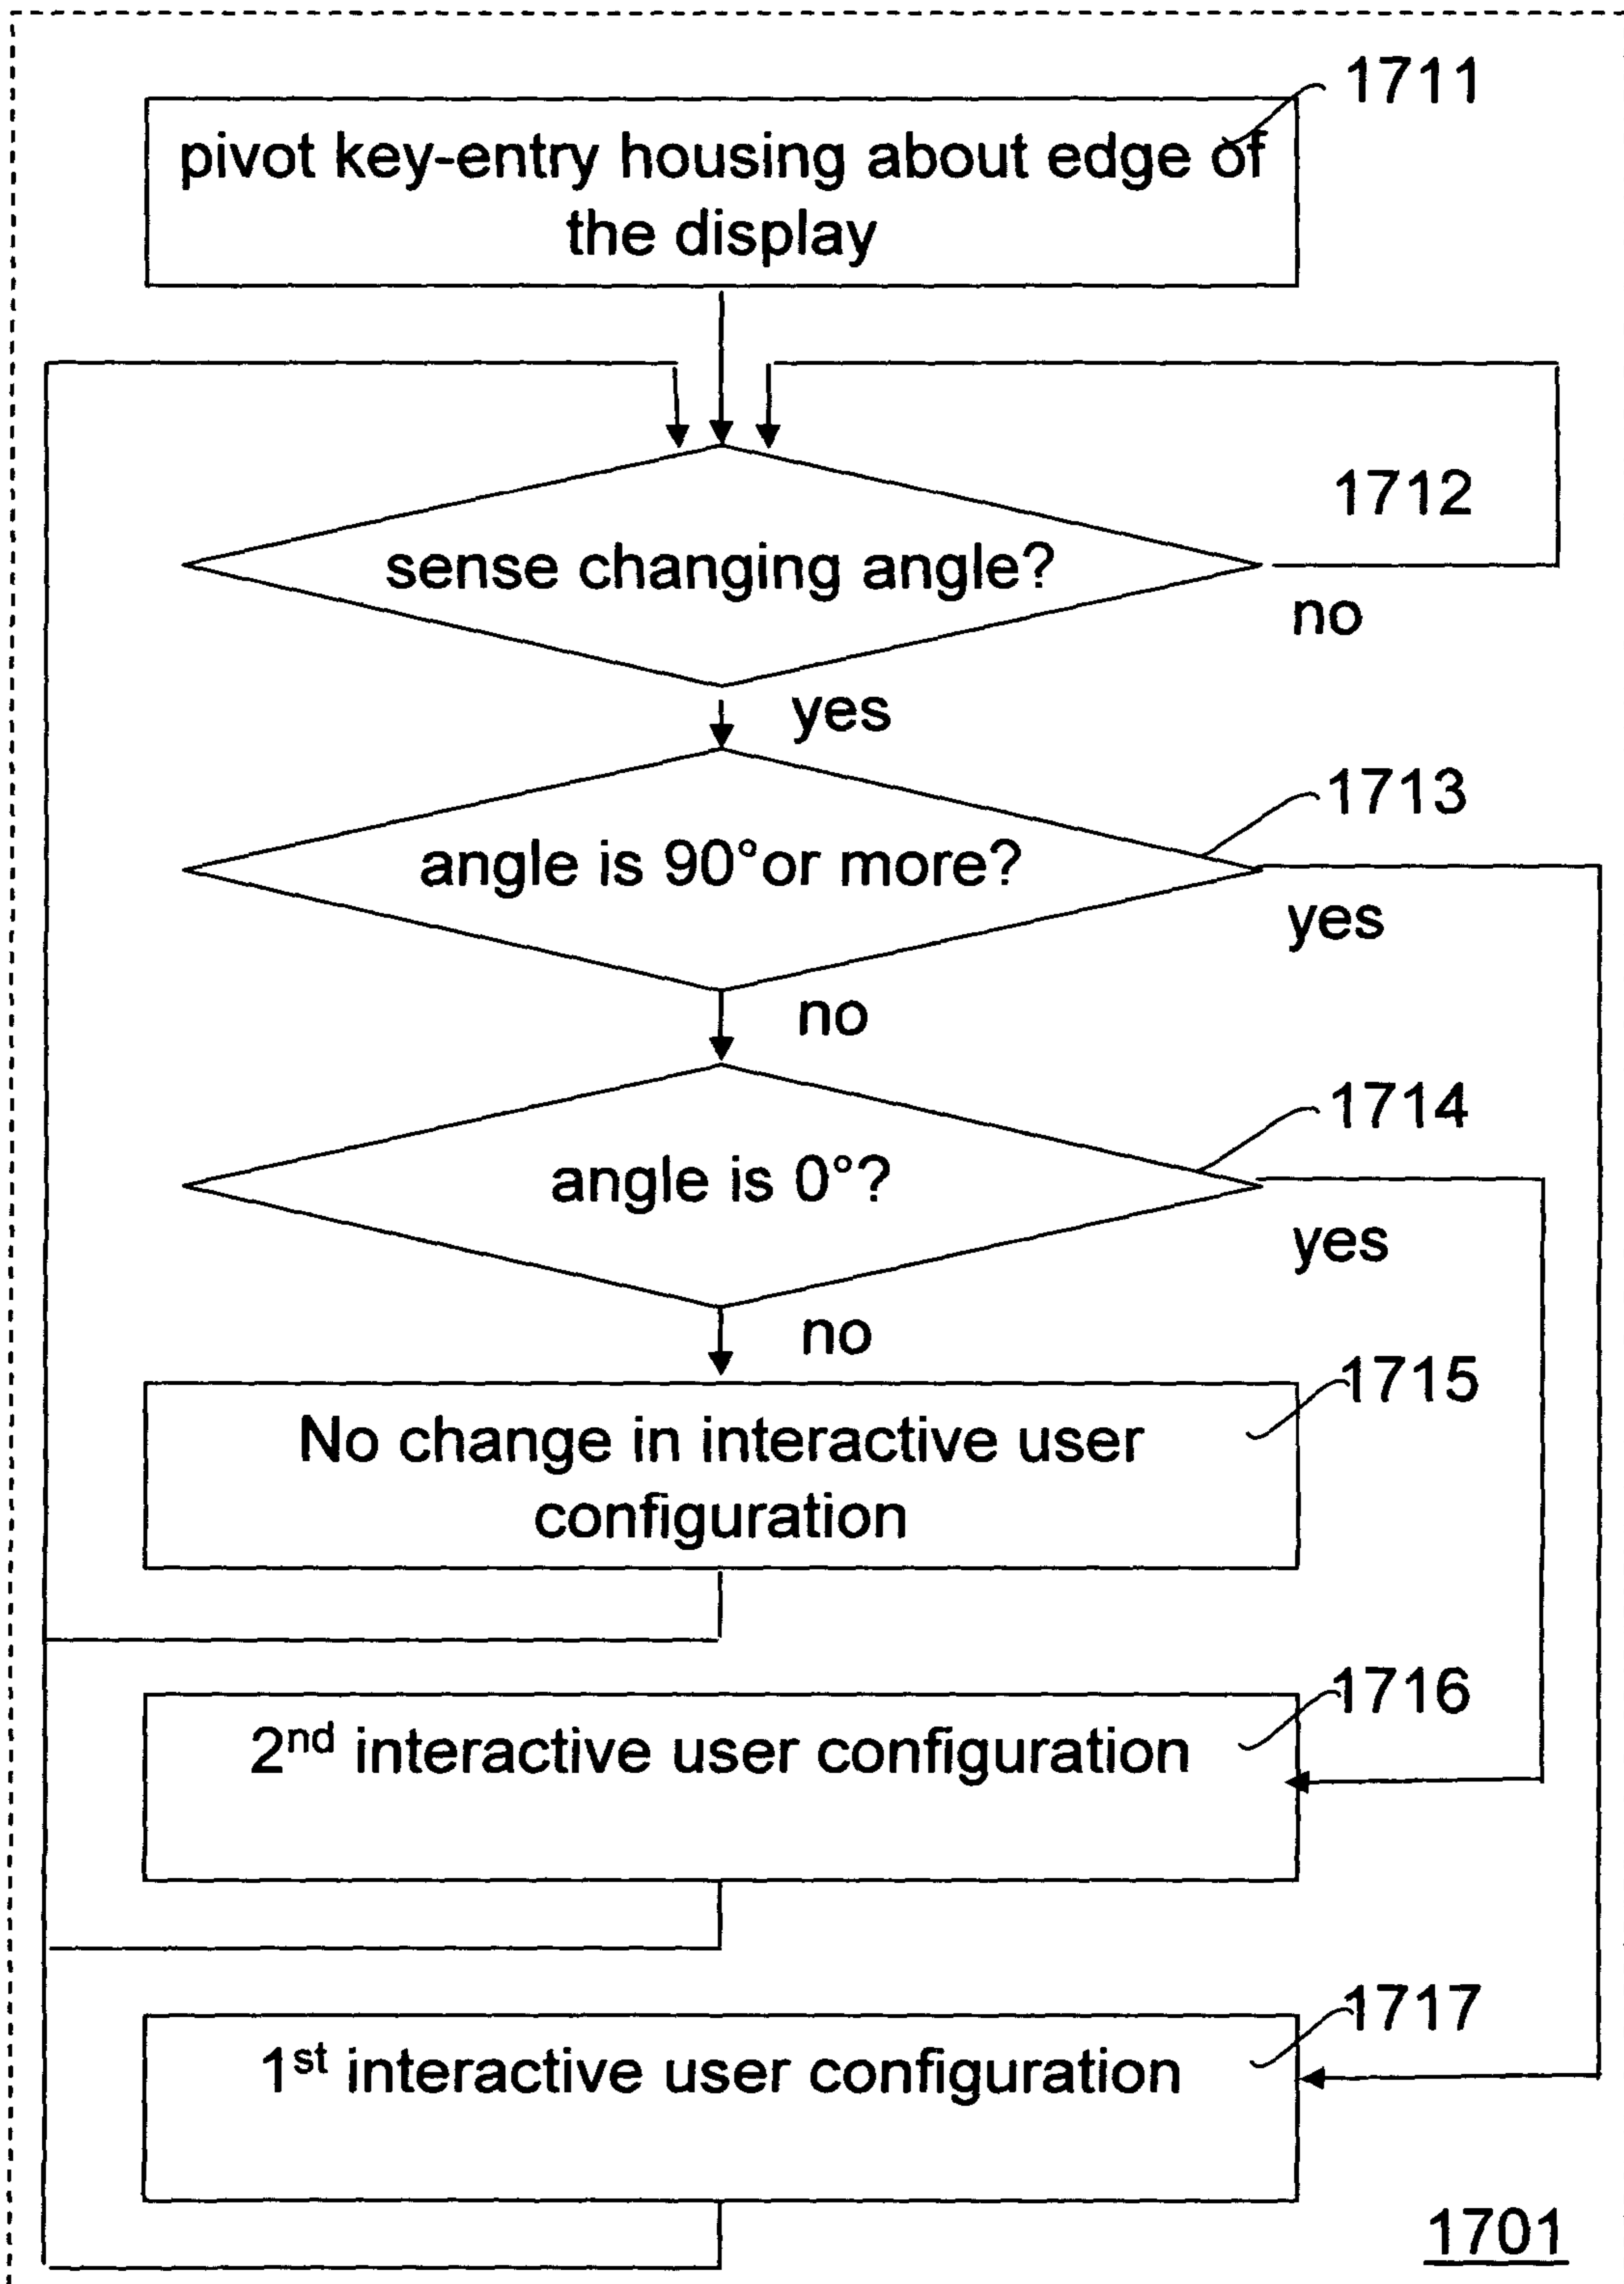 1711
pivot key-entry housing about edge of
the display
1712
sense changing angle?
no
yes
1713
angle is 90°or more?
yes
no
1714
angle is 0°?
yes
no
1715
No change in interactive user
configuration
1716
2nd interactive user configuration
1717
1st interactive user configuration
1701